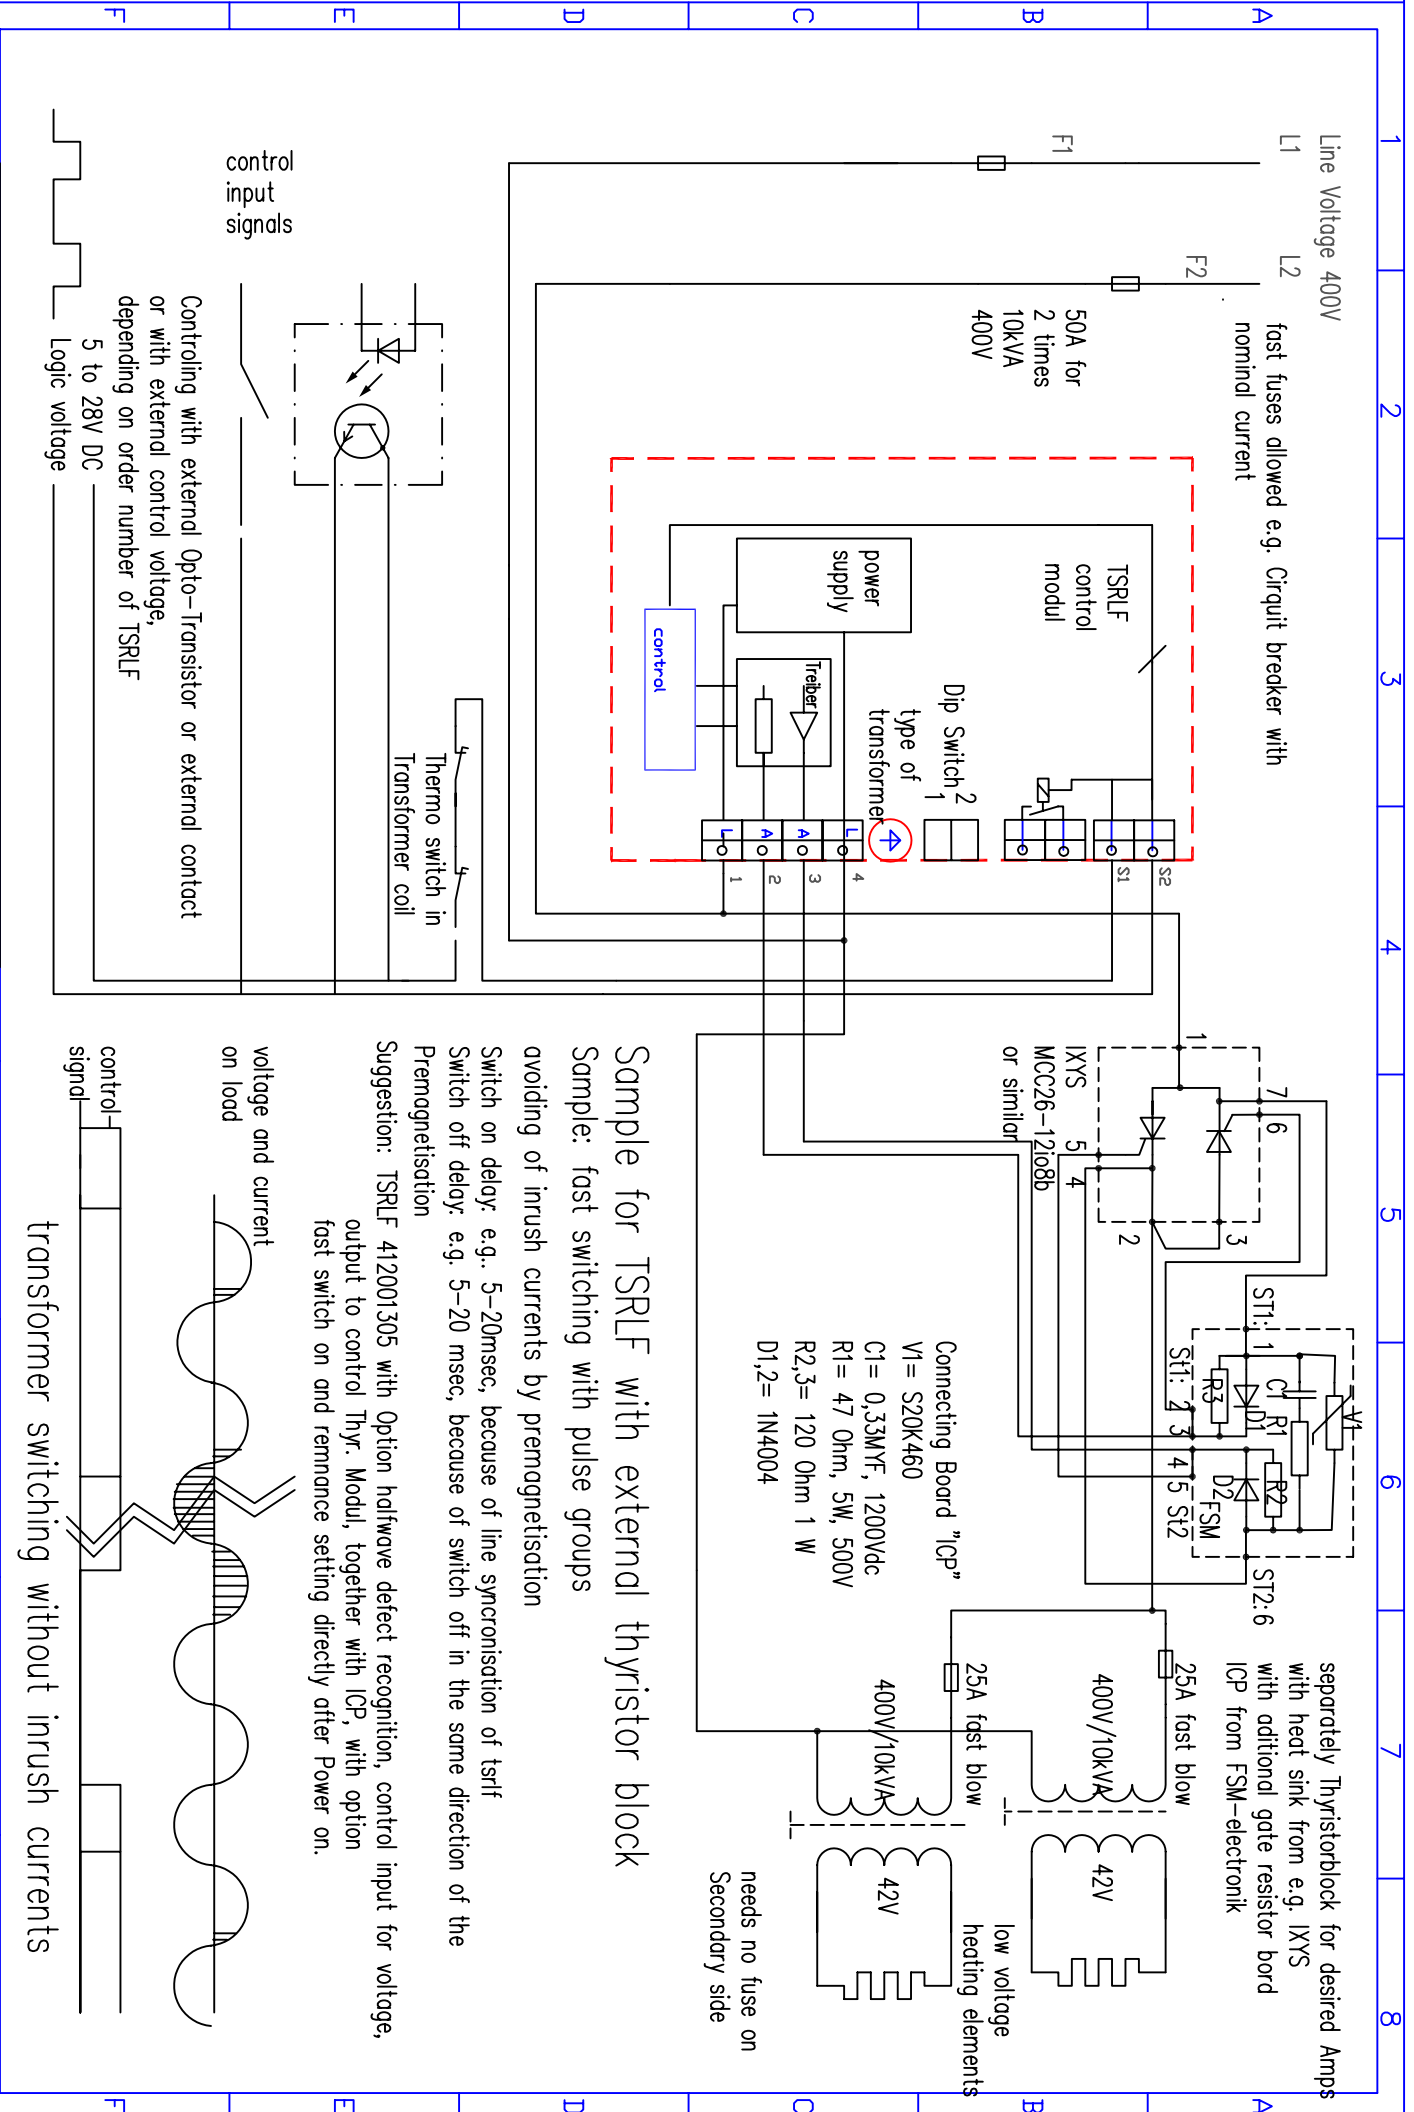 1
2
3
4
5
6
7
8
A
B
C
D
E
F
A
B
C
D
E
F
Line Voltage 400V
L1
L2
F1
F2
fast fuses allowed e.g. Cirquit breaker with
nominal current
50A for
2 times
10kVA
400V
TSRLF
control
modul
power
supply
Treiber
control
Dip Switch
2
1
type of
transformer
S2
S1
L
4
A
3
A
2
L
1
Thermo switch in
Transformer coil
control
input
signals
Controling with external Opto-Transistor or external contact
or with external control voltage,
depending on order number of TSRLF
5 to 28V DC
Logic voltage
1
7
6
5
4
3
2
IXYS
MCC26-12io8b
or similar
ST1: 1
St1: 2
3
4
5 St2
ST2:6
V1
C1
R1
D1
R3
R2
D2
FSM
separately Thyristorblock for desired Amps
with heat sink from e.g. IXYS
with aditional gate resistor bord
ICP from FSM-electronik
Connecting Board "ICP"
V1= S20K460
C1= 0,33MYF, 1200Vdc
R1= 47 Ohm, 5W, 500V
R2,3= 120 Ohm 1 W
D1,2= 1N4004
25A fast blow
400V/10kVA
42V
25A fast blow
400V/10kVA
42V
low voltage
heating elements
needs no fuse on
Secondary side
Sample for TSRLF with external thyristor block
Sample: fast switching with pulse groups
avoiding of inrush currents by premagnetisation
Switch on delay: e.g.. 5-20msec, because of line syncronisation of tsrlf
Switch off delay: e.g. 5-20 msec, because of switch off in the same direction of the
Premagnetisation
Suggestion: TSRLF 412001305 with Option halfwave defect recognition, control input for voltage,
output to control Thyr. Modul, together with ICP, with option
fast switch on and remnance setting directly after Power on.
voltage and current
on load
control
signal
transformer switching without inrush currents